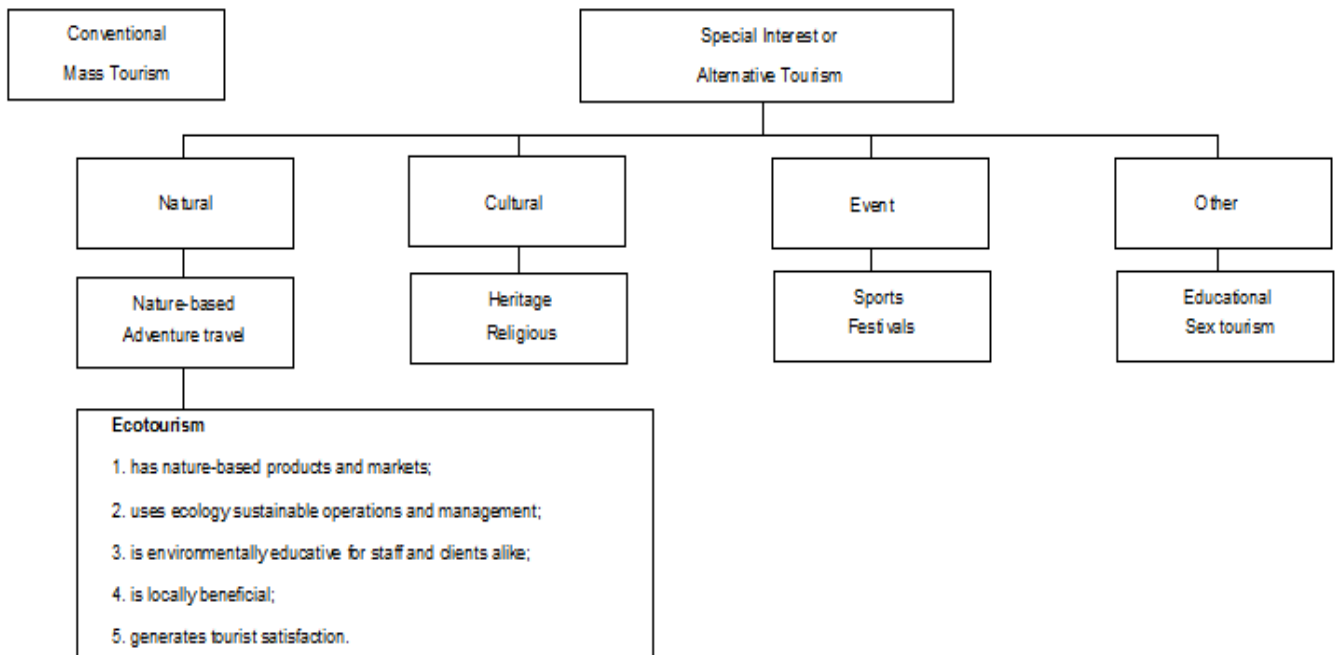 Conventional
Mass Tourism
Special Interest or
Alternative Tourism
Natural
Cultural
Event
Other
Nature-based
Adventure travel
Heritage
Religious
Sports
Festivals
Educational
Sex tourism
Ecotourism
1. has nature-based products and markets;
2. uses ecology sustainable operations and management;
3. is environmentally educative for staff and clients alike;
4. is locally beneficial;
5. generates tourist satisfaction.